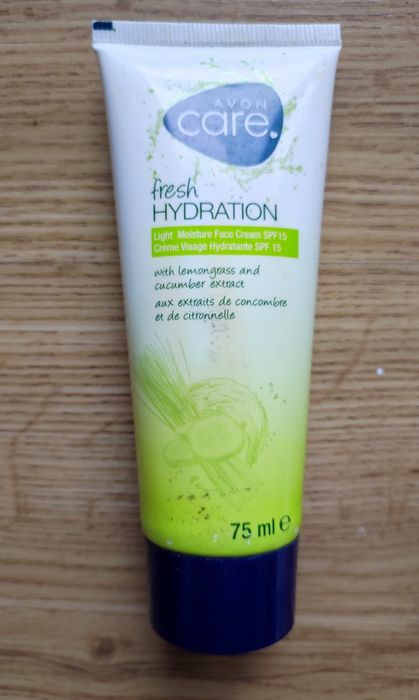 AVON
care.
fresh
HYDRATION
Light Moisture Face Cream SPF15
Crème Visage Hydratante SPF 15
with lemongrass and
cucumber extract
aux extraits de concombre
et de citronnelle
75 ml e